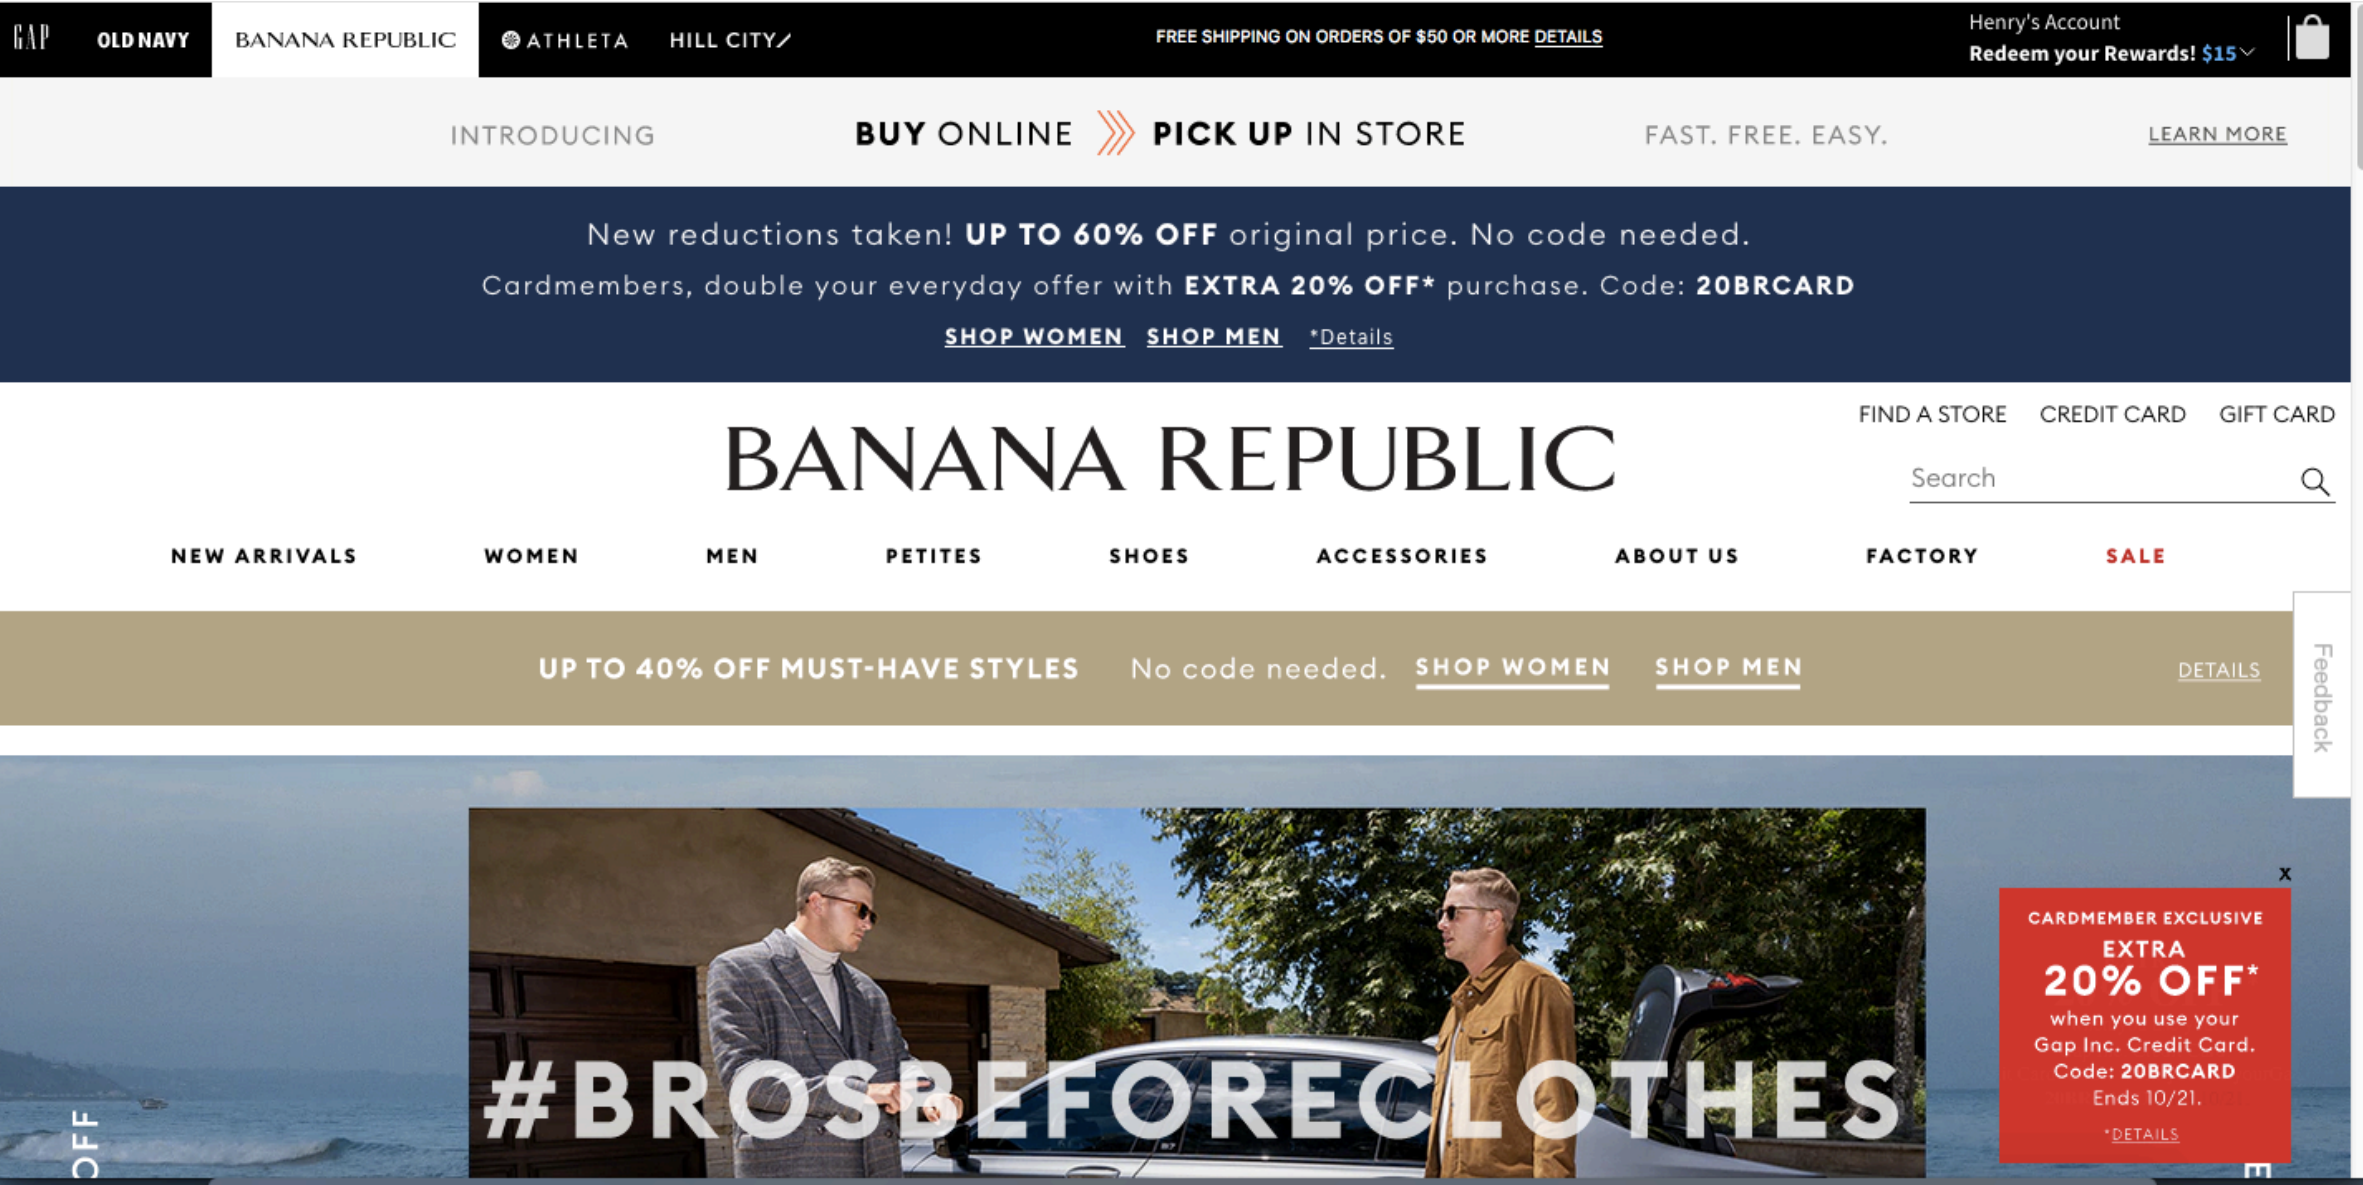 GAP
OLD NAVY
BANANA REPUBLIC
ATHLETA
HILL CITY
FREE SHIPPING ON ORDERS OF $50 OR MORE DETAILS
Henry's Account
Redeem your Rewards! $15
INTRODUCING
BUY ONLINE PICK UP IN STORE
FAST. FREE. EASY.
LEARN MORE
New reductions taken! UP TO 60% OFF original price. No code needed.
Cardmembers, double your everyday offer with EXTRA 20% OFF* purchase. Code: 20BRCARD
SHOP WOMEN SHOP MEN *Details
FIND A STORE CREDIT CARD GIFT CARD
BANANA REPUBLIC
Search
NEW ARRIVALS WOMEN MEN PETITES SHOES ACCESSORIES ABOUT US FACTORY SALE
UP TO 40% OFF MUST-HAVE STYLES No code needed. SHOP WOMEN SHOP MEN DETAILS
Feedback
#BROSBEFORECLOTHES
OFF
x
CARDMEMBER EXCLUSIVE
EXTRA
20% OFF*
when you use your
Gap Inc. Credit Card.
Code: 20BRCARD
Ends 10/21.
*DETAILS